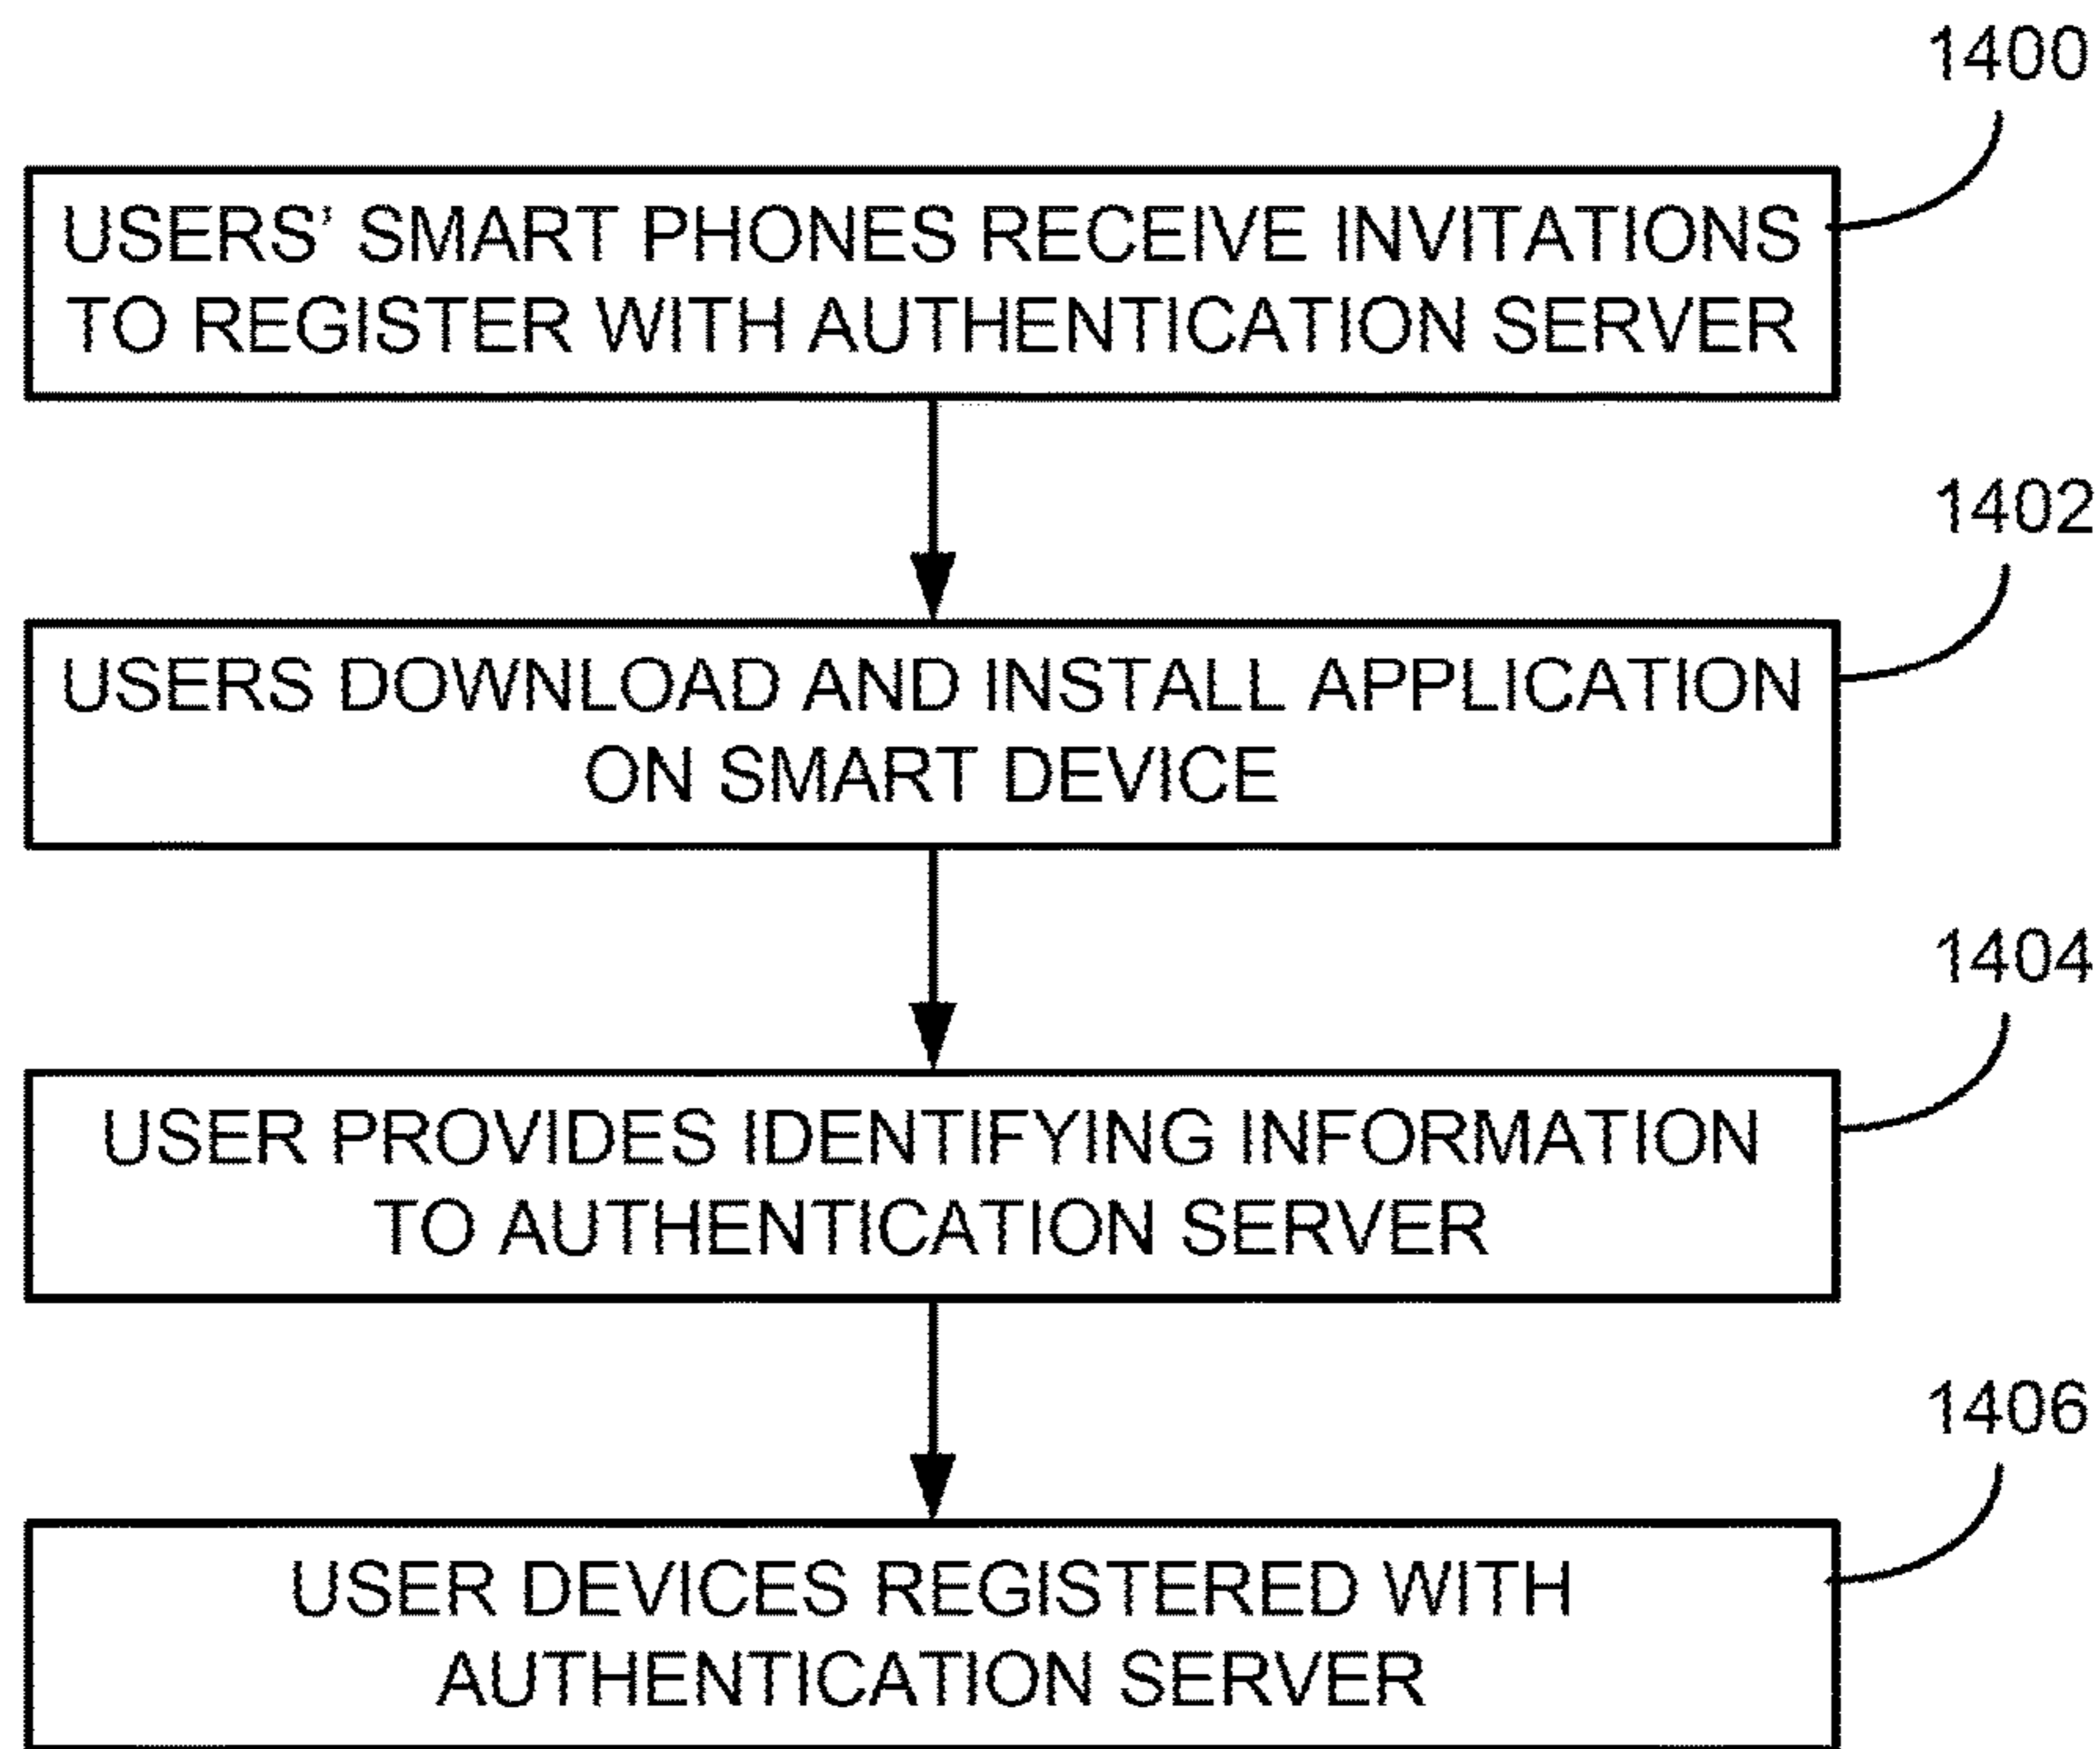 1400
USERS' SMART PHONES RECEIVE INVITATIONS
TO REGISTER WITH AUTHENTICATION SERVER
1402
USERS DOWNLOAD AND INSTALL APPLICATION
ON SMART DEVICE
1404
USER PROVIDES IDENTIFYING INFORMATION
TO AUTHENTICATION SERVER
1406
USER DEVICES REGISTERED WITH
AUTHENTICATION SERVER